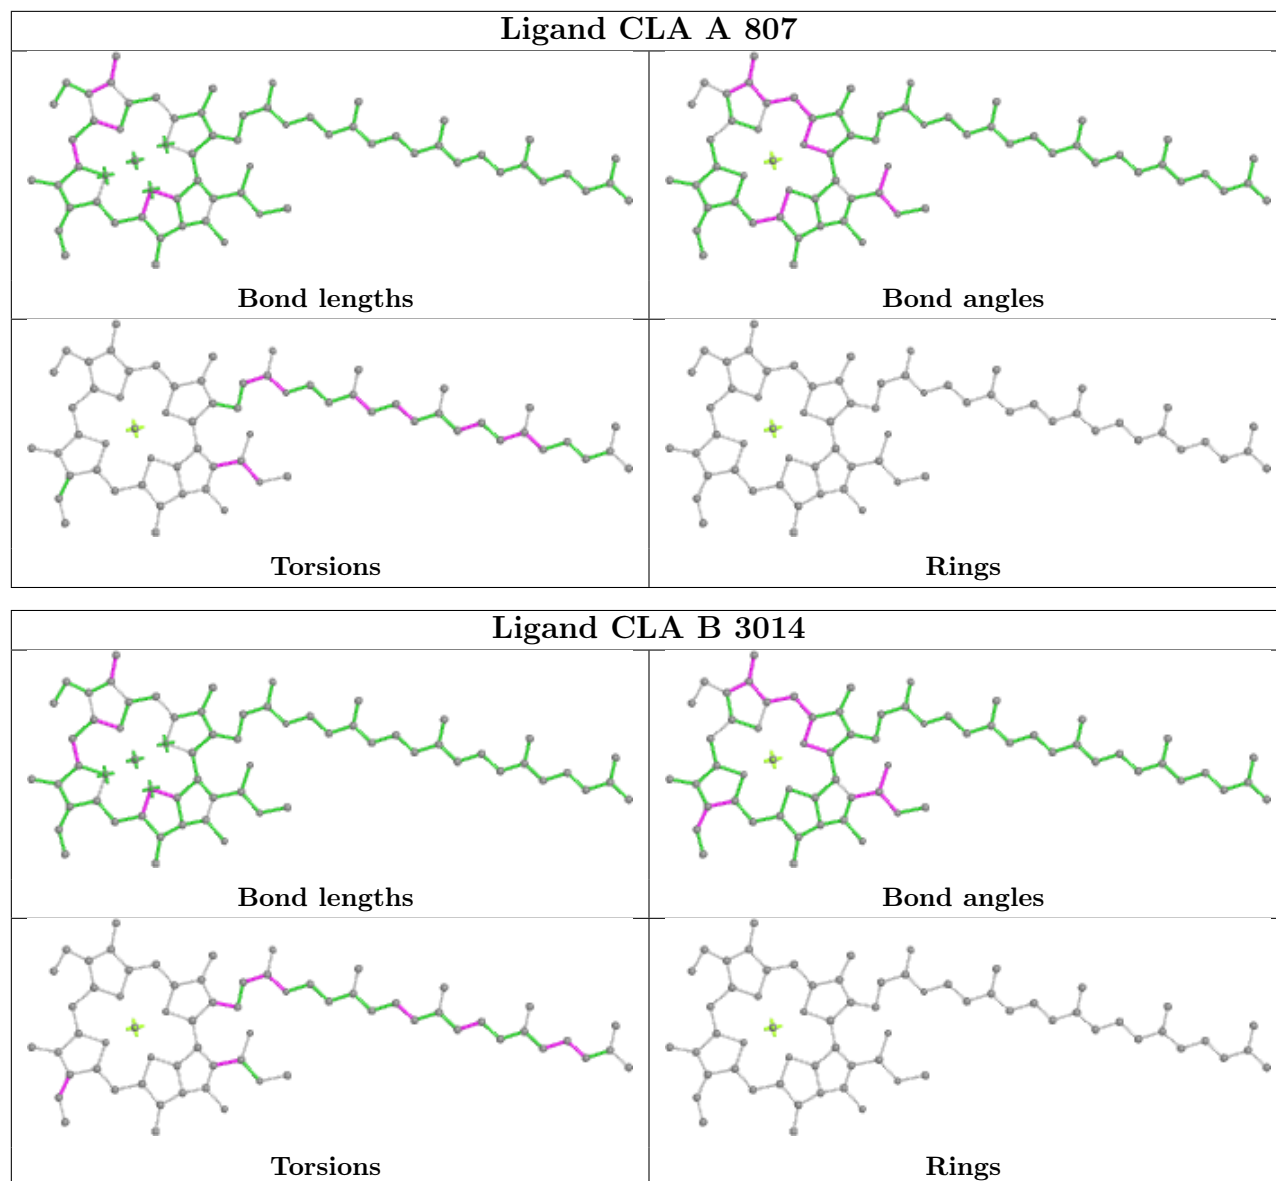 Ligand CLA A 807
Bond lengths
Bond angles
Torsions
Rings
Ligand CLA B 3014
Bond lengths
Bond angles
Torsions
Rings